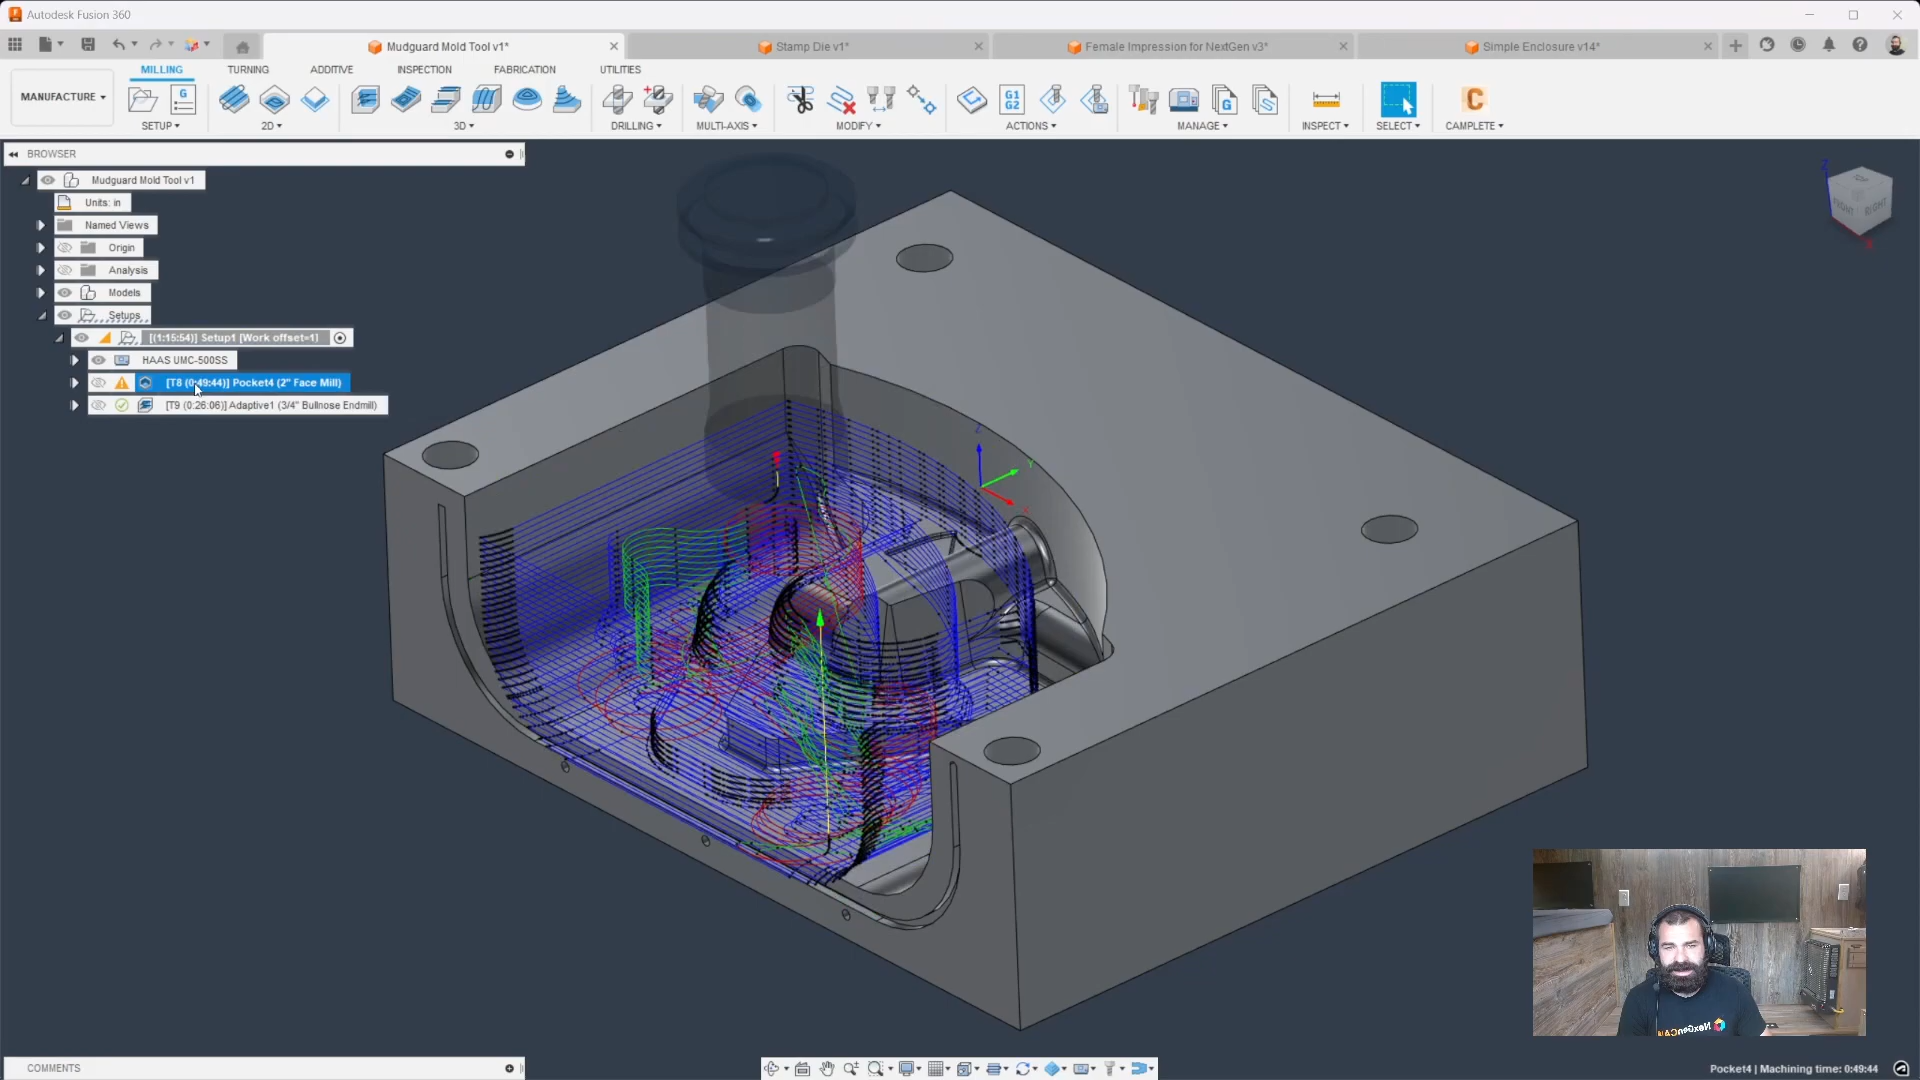 Autodesk Fusion 360
Mudguard Mold Tool v1*
Stamp Die v1*
Female Impression for NextGen v3*
Simple Enclosure v14*
MILLING
TURNING
ADDITIVE
INSPECTION
FABRICATION
UTILITIES
MANUFACTURE
G
G1
G2
G
C
SETUP
2D
3D
DRILLING
MULTI-AXIS
MODIFY
ACTIONS
MANAGE
INSPECT
SELECT
CAMPLETE
BROWSER
Mudguard Mold Tool v1
Units: in
Named Views
Origin
Analysis
Models
Setups
[(1:15:54)] Setup1 [Work offset=1]
HAAS UMC-500SS
[T8 (0:49:44)] Pocket4 (2" Face Mill)
[T9 (0:26:06)] Adaptive1 (3/4" Bullnose Endmill)
Z
FRONT
RIGHT
X
Z
Y
X
COMMENTS
Pocket4 | Machining time: 0:49:44